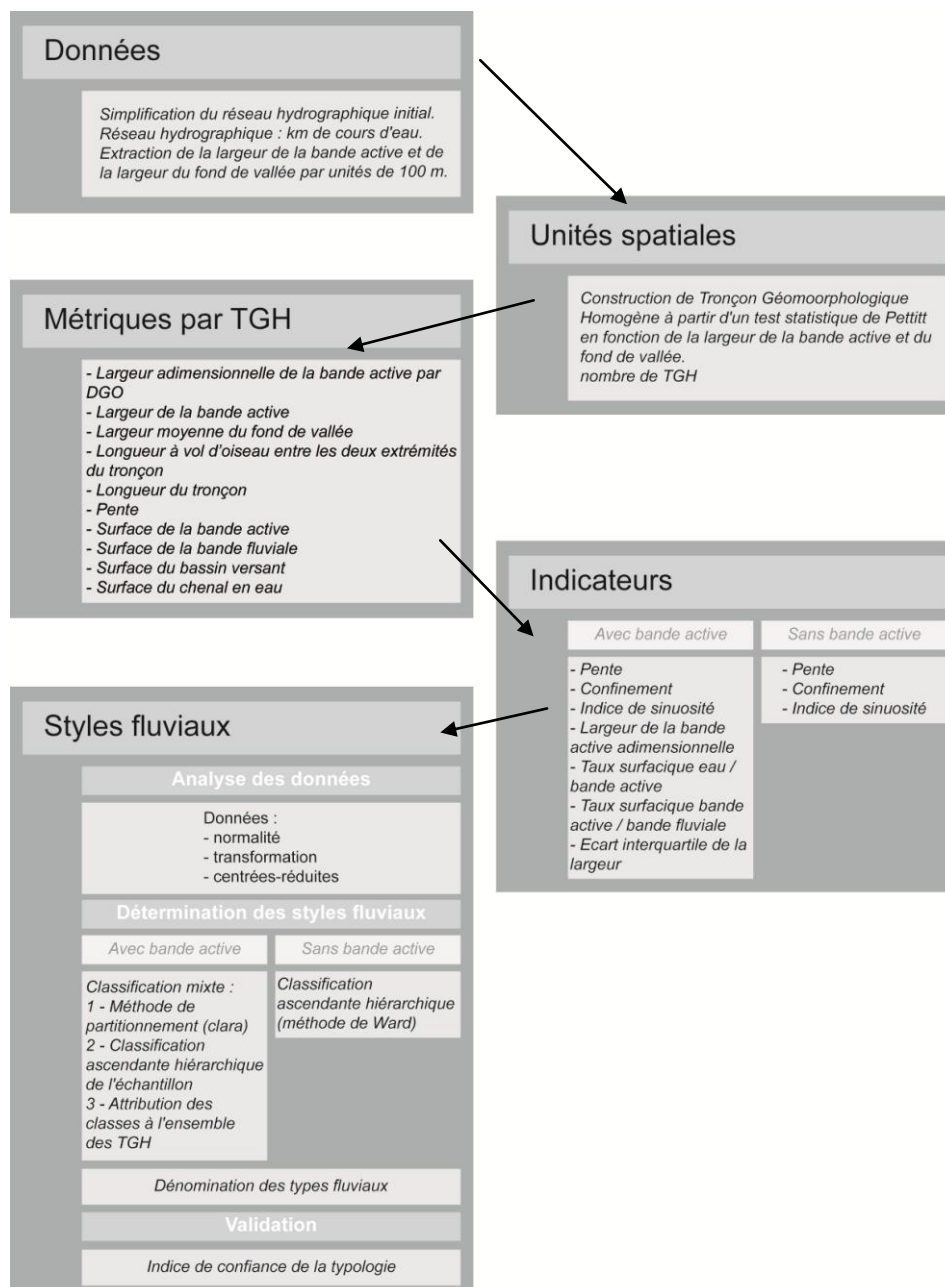 Données
Simplification du réseau hydrographique initial.
Réseau hydrographique : km de cours d'eau.
Extraction de la largeur de la bande active et de
la largeur du fond de vallée par unités de 100 m.
Unités spatiales
Construction de Tronçon Géomoorphologique
Homogène à partir d'un test statistique de Pettitt
en fonction de la largeur de la bande active et du
fond de vallée.
nombre de TGH
Métriques par TGH
- Largeur adimensionnelle de la bande active par
DGO
- Largeur de la bande active
- Largeur moyenne du fond de vallée
- Longueur à vol d'oiseau entre les deux extrémités
du tronçon
- Longueur du tronçon
- Pente
- Surface de la bande active
- Surface de la bande fluviale
- Surface du bassin versant
- Surface du chenal en eau
Indicateurs
Avec bande active
- Pente
- Confinement
- Indice de sinuosité
- Largeur de la bande
active adimensionnelle
- Taux surfacique eau /
bande active
- Taux surfacique bande
active / bande fluviale
- Ecart interquartile de la
largeur
Sans bande active
- Pente
- Confinement
- Indice de sinuosité
Styles fluviaux
Analyse des données
Données :
- normalité
- transformation
- centrées-réduites
Détermination des styles fluviaux
Avec bande active
Classification mixte :
1 - Méthode de
partitionnement (clara)
2 - Classification
ascendante hiérarchique
de l'échantillon
3 - Attribution des
classes à l'ensemble
des TGH
Sans bande active
Classification
ascendante hiérarchique
(méthode de Ward)
Dénomination des types fluviaux
Validation
Indice de confiance de la typologie